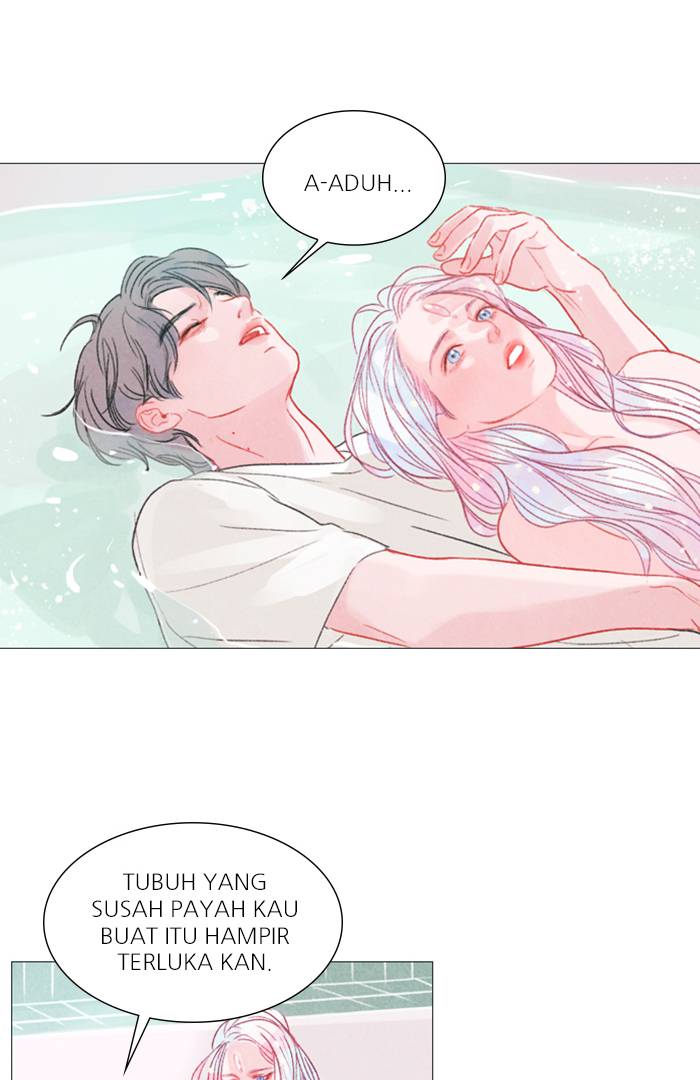 A-ADUH...
TUBUH YANG
SUSAH PAYAH KAU
BUAT ITU HAMPIR
TERLUKA KAN.